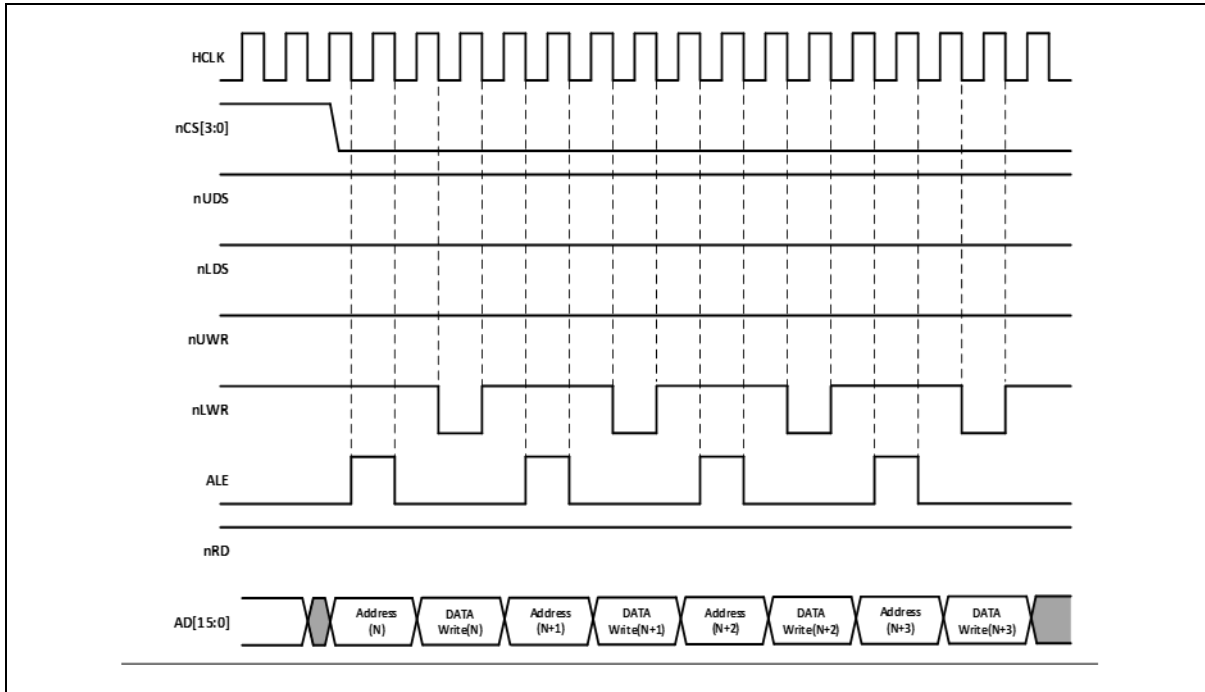 HCLK
nCS[3:0]
nUDS
nLDS
nUWR
nLWR
ALE
nRD
AD[15:0]
Address
(N)
DATA
Write(N)
Address
(N+1)
DATA
Write(N+1)
Address
(N+2)
DATA
Write(N+2)
Address
(N+3)
DATA
Write(N+3)